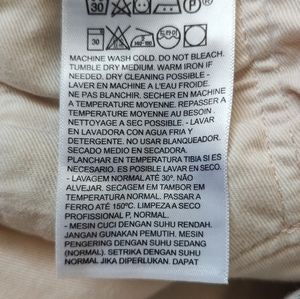 30 P
30
MACHINE WASH COLD. DO NOT BLEACH.
TUMBLE DRY MEDIUM. WARM IRON IF
NEEDED. DRY CLEANING POSSIBLE -
LAVER EN MACHINE A L'EAU FROIDE.
NE PAS BLANCHIR. SECHER EN MACHINE
A TEMPERATURE MOYENNE. REPASSER A
TEMPERATURE MOYENNE AU BESOIN.
NETTOYAGE A SEC POSSIBLE. - LAVAR
EN LAVADORA CON AGUA FRIA Y
DETERGENTE. NO USAR BLANQUEADOR.
SECADO MEDIO EN SECADORA.
PLANCHAR EN TEMPERATURA TIBIA SI ES
NECESARIO. ES POSIBLE LAVAR EN SECO.
- LAVAGEM NORMAL ATÉ 30°, NÃO
ALVEJAR. SECAGEM EM TAMBOR EM
TEMPERATURA NORMAL. PASSAR A
FERRO ATÉ 150ºC. LIMPEZA A SECO
PROFISSIONAL P, NORMAL.
- MESIN CUCI DENGAN SUHU RENDAH.
JANGAN GUNAKAN PEMUTIH. MESIN
PENGERING DENGAN SUHU SEDANG
(NORMAL). SETRIKA DENGAN SUHU
JIKA DIPERLUKAN. DAPAT